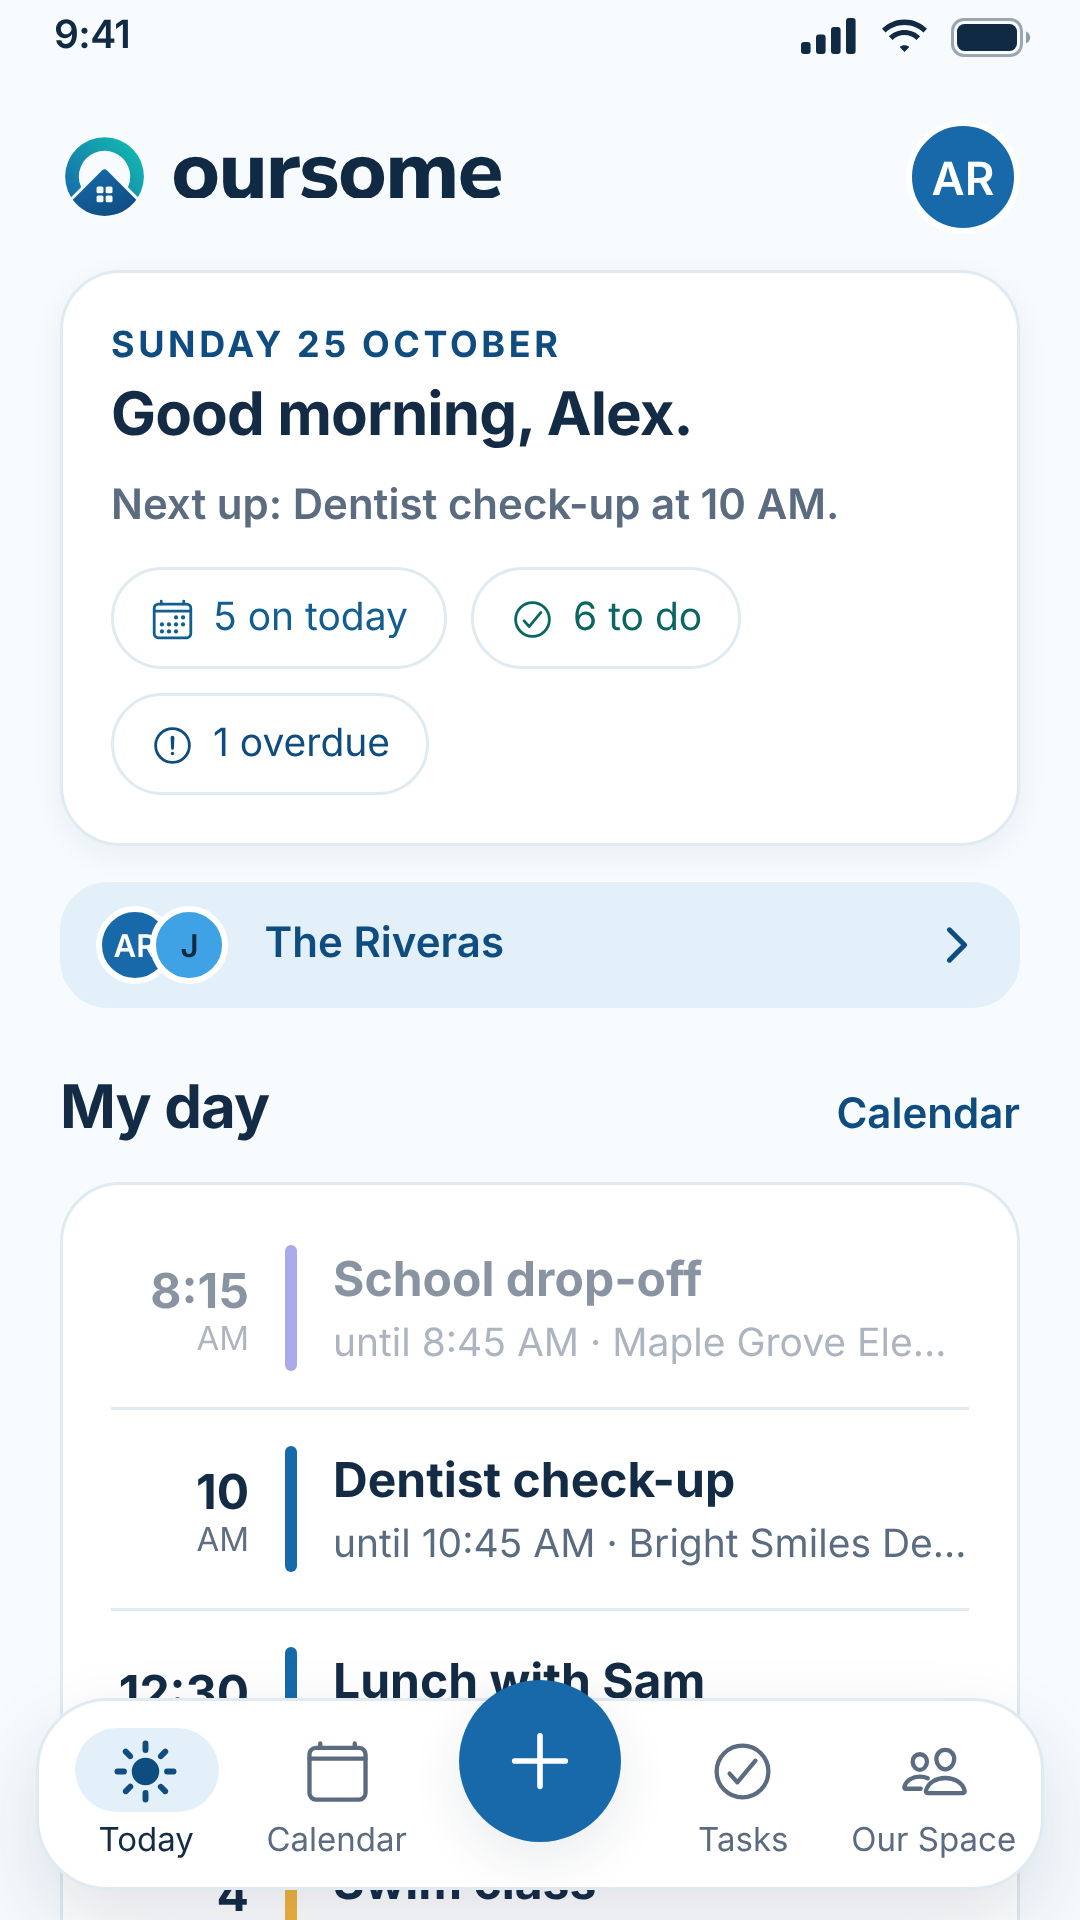 9:41
oursome
AR
SUNDAY 25 OCTOBER
Good morning, Alex.
Next up: Dentist check-up at 10 AM.
5 on today
6 to do
1 overdue
AR
J
The Riveras
My day
Calendar
8:15
AM
School drop-off
until 8:45 AM · Maple Grove Ele...
10
AM
Dentist check-up
until 10:45 AM · Bright Smiles De...
12:30
Lunch with Sam
Today
Calendar
Tasks
Our Space
4
Swim class